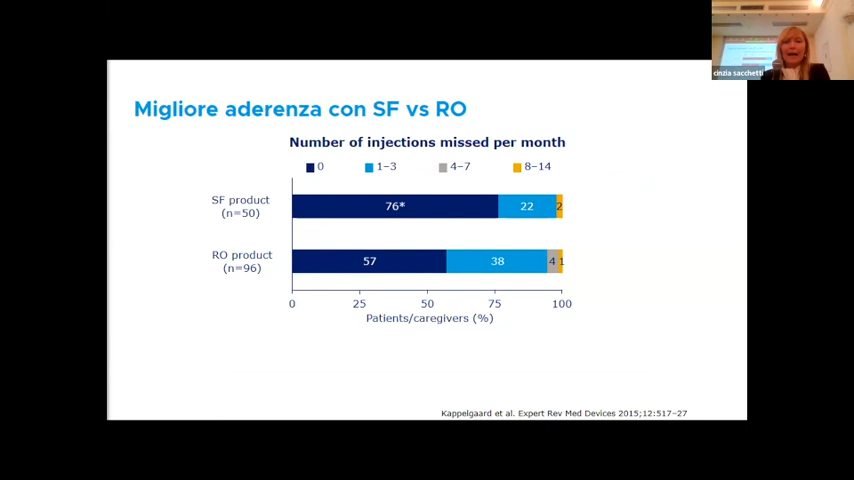 cinzia sacchetti
Migliore aderenza con SF vs RO
Number of injections missed per month
0 1–3 4–7 8–14
SF product
(n=50)
76* 22 2
RO product
(n=96)
57 38 4 1
0 25 50 75 100
Patients/caregivers (%)
Kappelgaard et al. Expert Rev Med Devices 2015;12:517–27